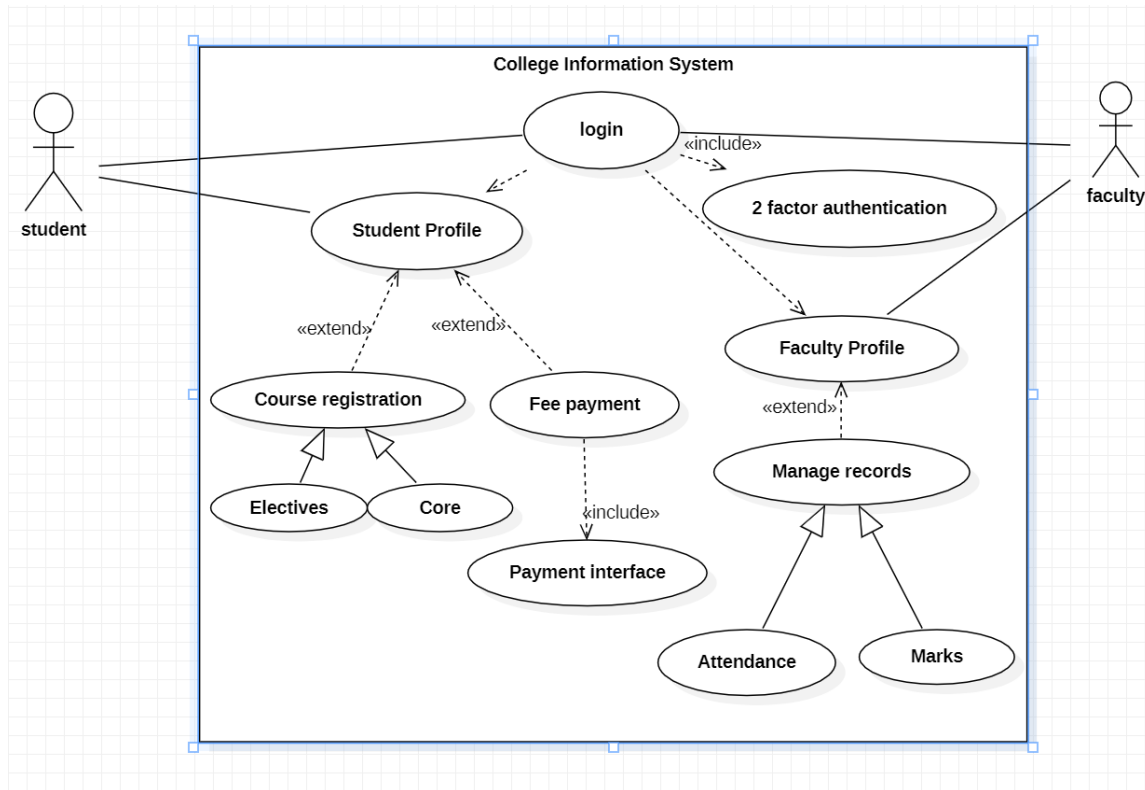 College Information System
login
«include»
2 factor authentication
faculty
student
Student Profile
«extend»
«extend»
Faculty Profile
Course registration
Fee payment
«extend»
Manage records
Electives
Core
«include»
Payment interface
Attendance
Marks